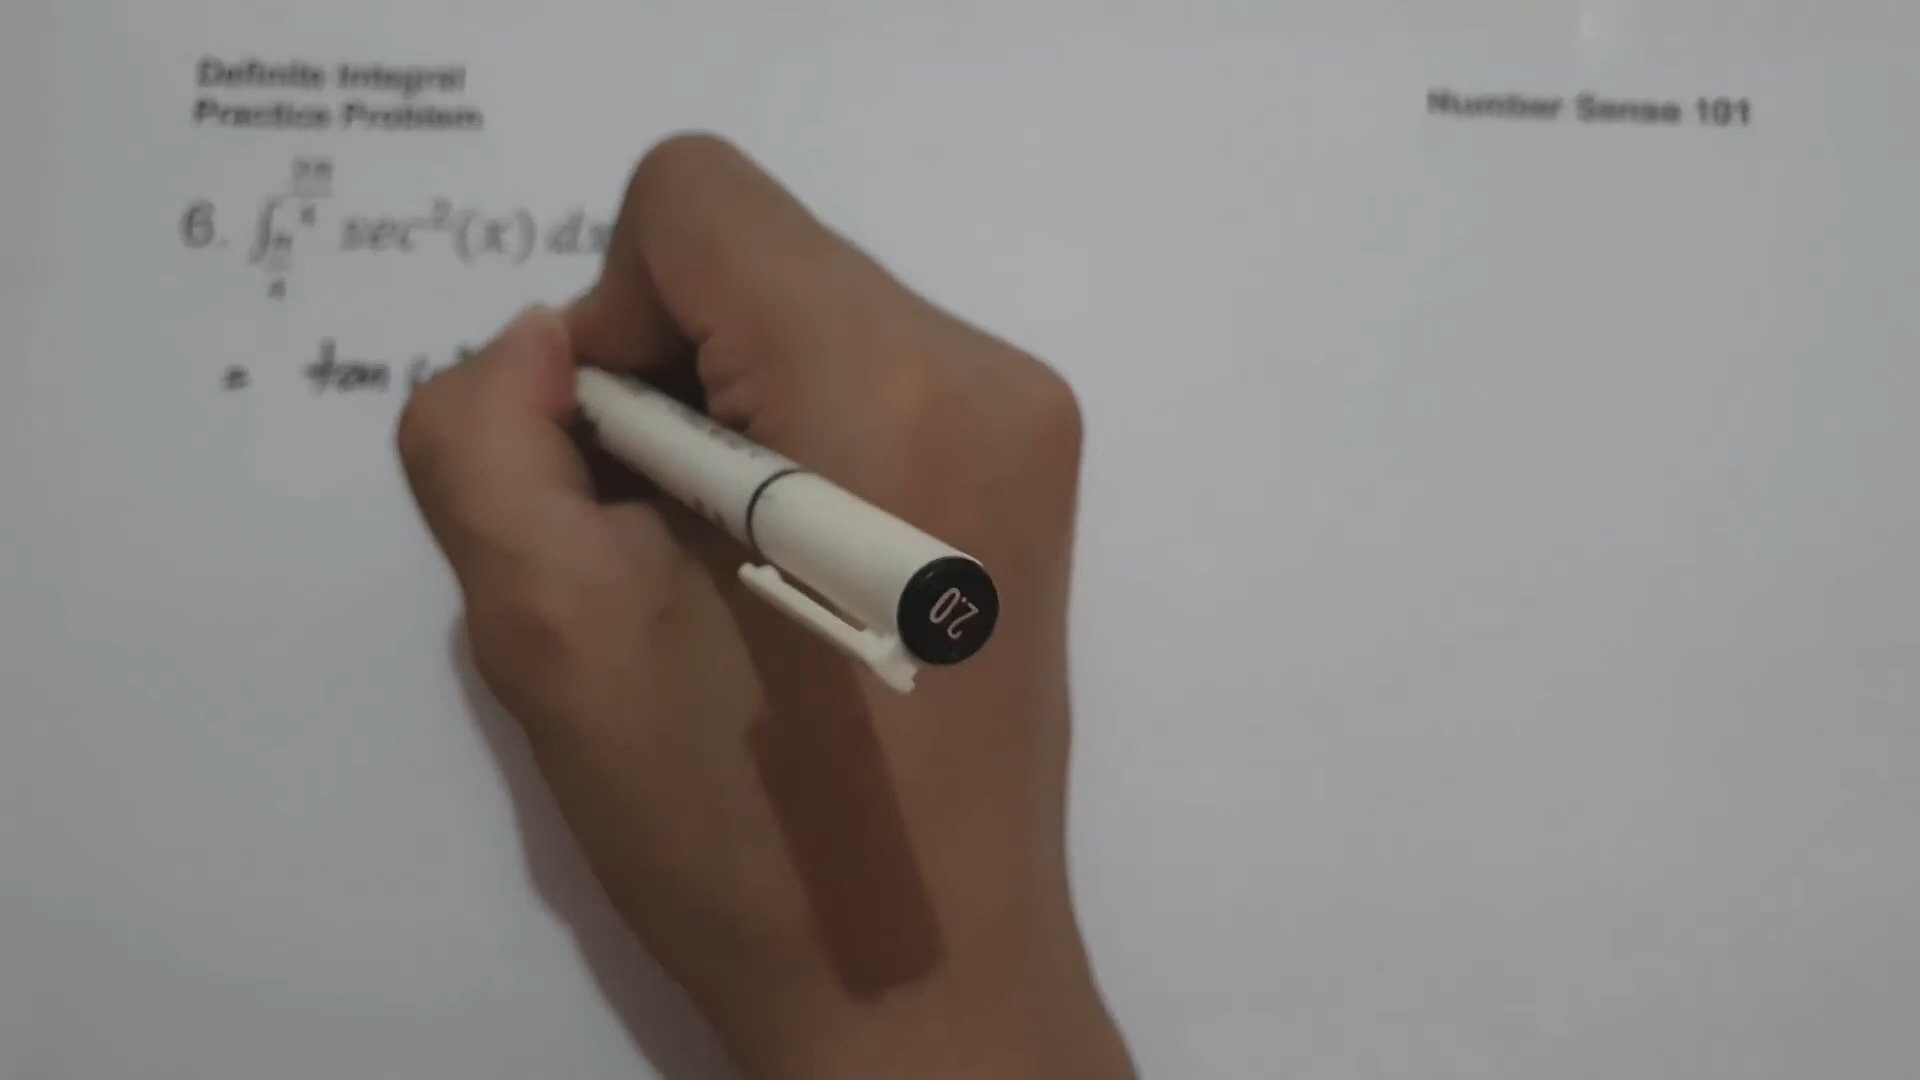 Definite Integral
Practice Problem
Number Sense 101
6. ∫ sec²(x) dx
= tan
2.0